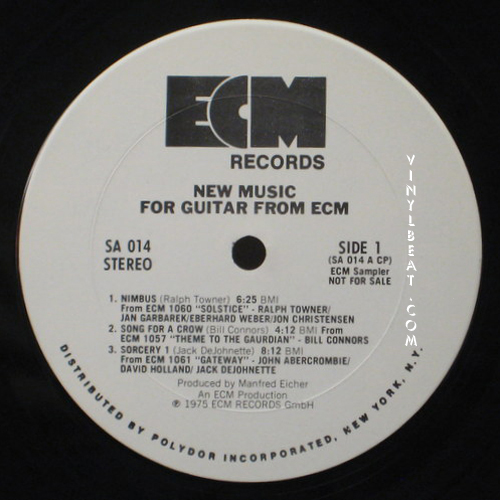 ECM
RECORDS
NEW MUSIC
FOR GUITAR FROM ECM
SA 014
STEREO
SIDE 1
(SA 014 A CP)
ECM Sampler
NOT FOR SALE
1. NIMBUS (Ralph Towner) 6:25 BMI
From ECM 1060 "SOLSTICE" - RALPH TOWNER/
JAN GARBAREK/EBERHARD WEBER/JON CHRISTENSEN
2. SONG FOR A CROW (Bill Connors) 4:12 BMI From
ECM 1057 "THEME TO THE GAURDIAN" - BILL CONNORS
3. SORCERY 1 (Jack DeJohnette) 8:12 BMI
From ECM 1061 "GATEWAY" - JOHN ABERCROMBIE/
DAVID HOLLAND/ JACK DEJOHNETTE
Produced by Manfred Eicher
An ECM Production
℗ 1975 ECM RECORDS GmbH
DISTRIBUTED BY POLYDOR INCORPORATED, NEW YORK, N.Y.
VINYLBEAT.COM